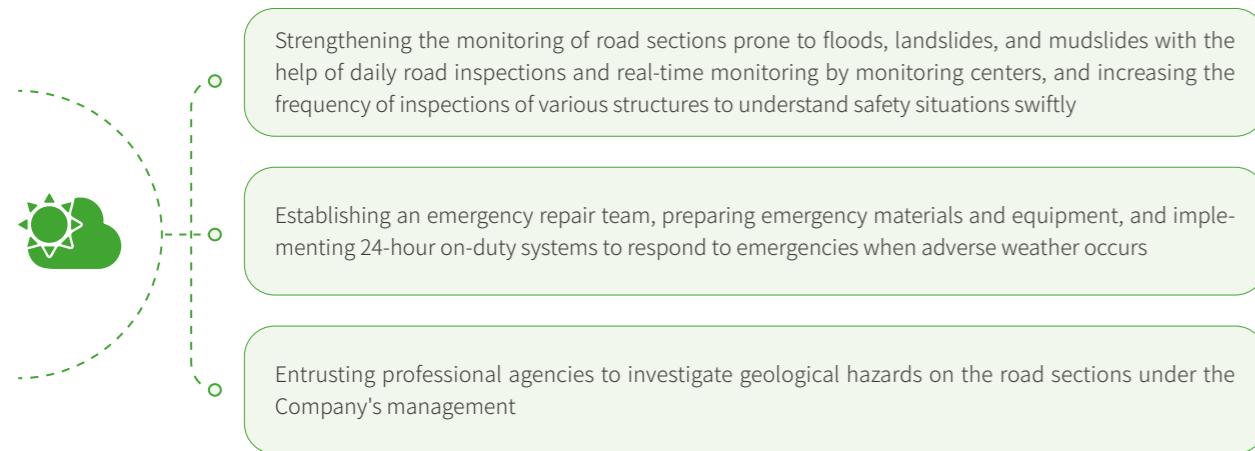 Strengthening the monitoring of road sections prone to floods, landslides, and mudslides with the
help of daily road inspections and real-time monitoring by monitoring centers, and increasing the
frequency of inspections of various structures to understand safety situations swiftly
Establishing an emergency repair team, preparing emergency materials and equipment, and imple-
menting 24-hour on-duty systems to respond to emergencies when adverse weather occurs
Entrusting professional agencies to investigate geological hazards on the road sections under the
Company's management